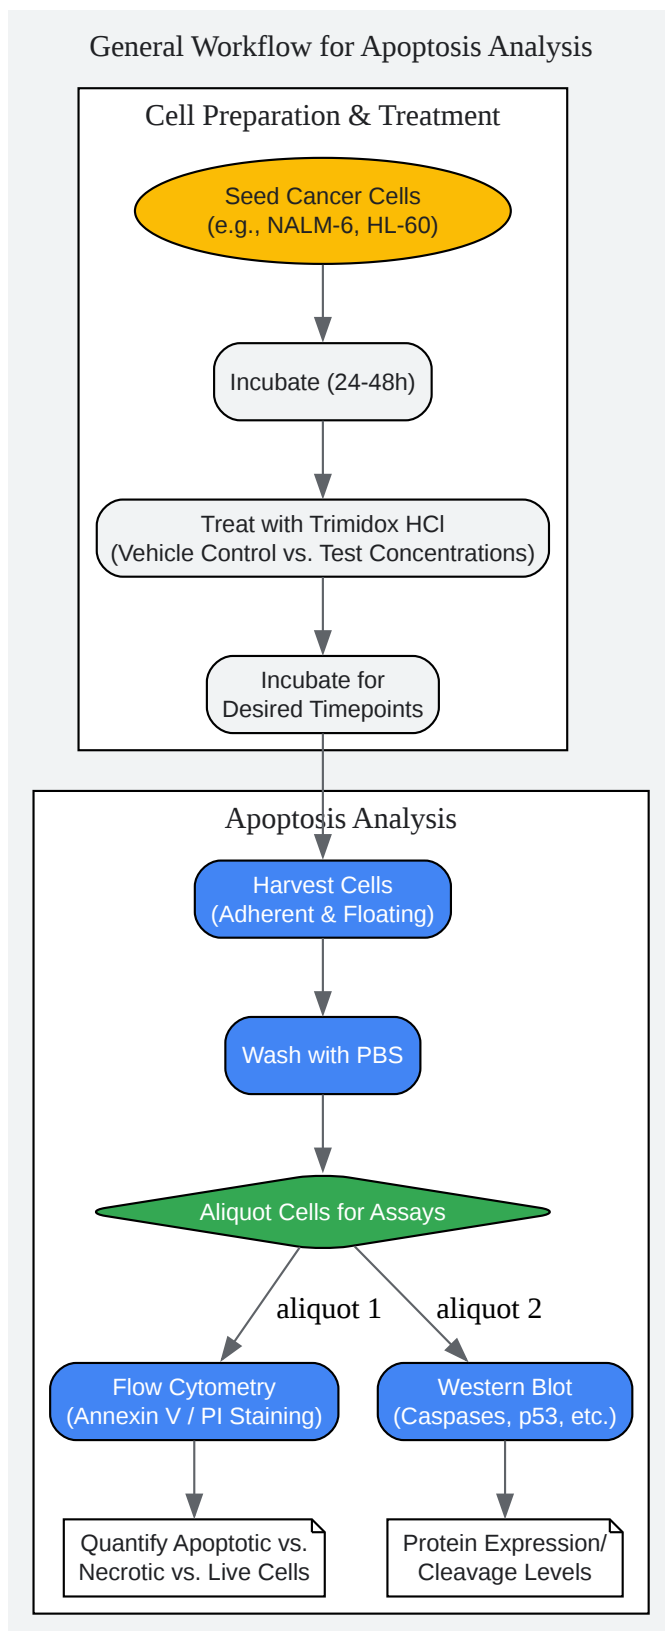 General Workflow for Apoptosis Analysis
Cell Preparation & Treatment
Seed Cancer Cells
(e.g., NALM-6, HL-60)
Incubate (24-48h)
Treat with Trimidox HCl
(Vehicle Control vs. Test Concentrations)
Incubate for
Desired Timepoints
Apoptosis Analysis
Harvest Cells
(Adherent & Floating)
Wash with PBS
Aliquot Cells for Assays
aliquot 1
aliquot 2
Flow Cytometry
(Annexin V / PI Staining)
Western Blot
(Caspases, p53, etc.)
Quantify Apoptotic vs.
Necrotic vs. Live Cells
Protein Expression/
Cleavage Levels